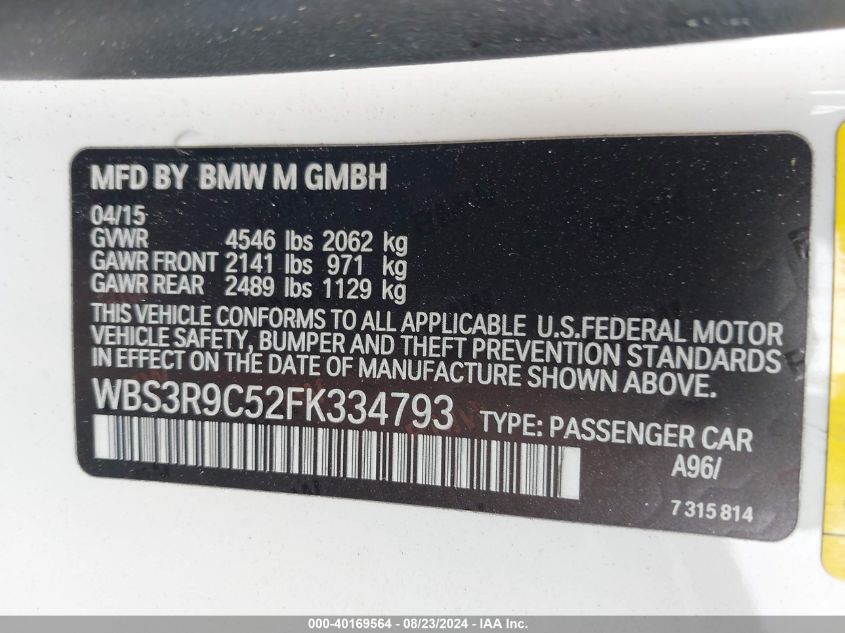 MFD BY BMW M GMBH
04/15
GVWR 4546 lbs 2062 kg
GAWR FRONT 2141 lbs 971 kg
GAWR REAR 2489 lbs 1129 kg
THIS VEHICLE CONFORMS TO ALL APPLICABLE U.S.FEDERAL MOTOR
VEHICLE SAFETY, BUMPER AND THEFT PREVENTION STANDARDS
IN EFFECT ON THE DATE OF MANUFACTURE SHOWN ABOVE.
WBS3R9C52FK334793 TYPE: PASSENGER CAR
A96/
7 315 814
000-40169564 - 08/23/2024 - IAA Inc.